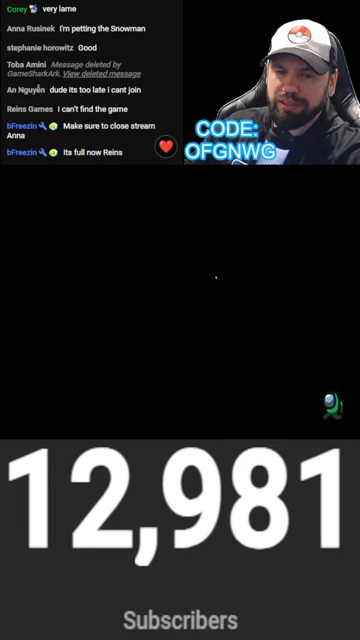 Corey very lame
Anna Rusinek I'm petting the Snowman
stephanie horowitz Good
Toba Amini Message deleted by
GameSharkArk. View deleted message
An Nguyễn dude its too late i cant join
Reins Games I can't find the game
bFreezin Make sure to close stream
Anna
bFreezin Its full now Reins
CODE:
OFGNWG
12,981
Subscribers